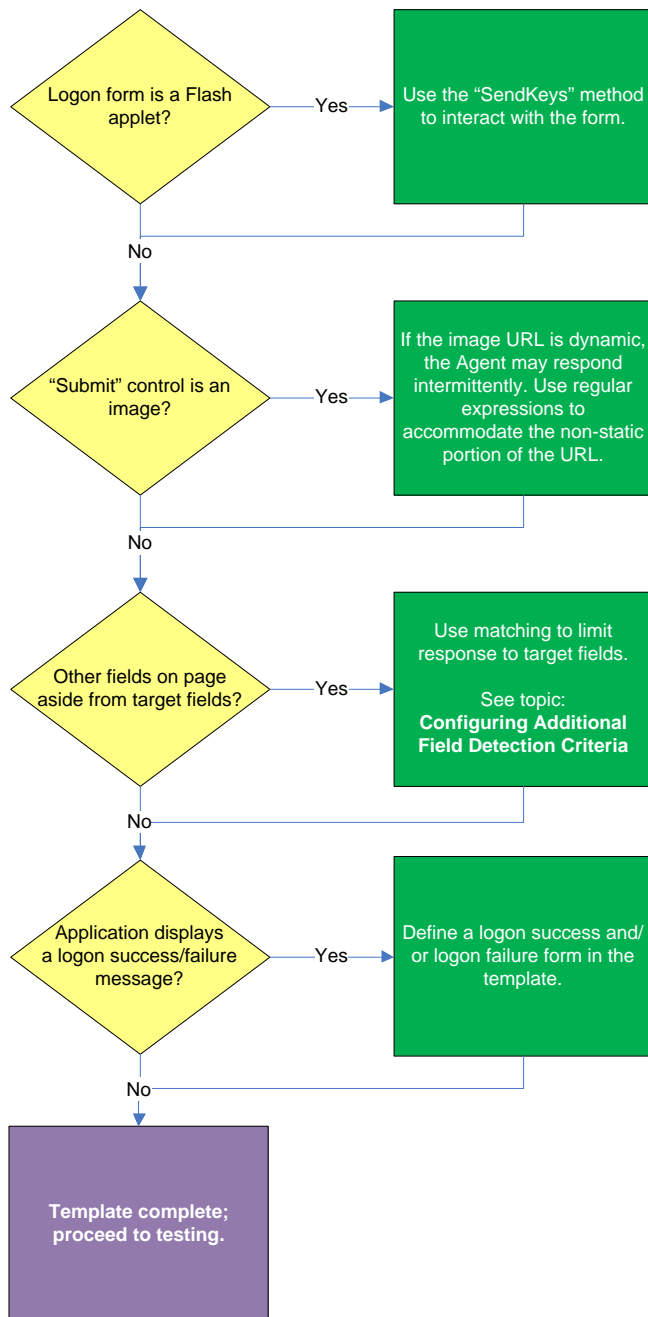 Logon form is a Flash
applet?
Yes
Use the “SendKeys” method
to interact with the form.
No
“Submit” control is an
image?
Yes
If the image URL is dynamic,
the Agent may respond
intermittently. Use regular
expressions to
accommodate the non-static
portion of the URL.
No
Other fields on page
aside from target fields?
Yes
Use matching to limit
response to target fields.
See topic:
Configuring Additional
Field Detection Criteria
No
Application displays
a logon success/failure
message?
Yes
Define a logon success and/
or logon failure form in the
template.
No
Template complete;
proceed to testing.